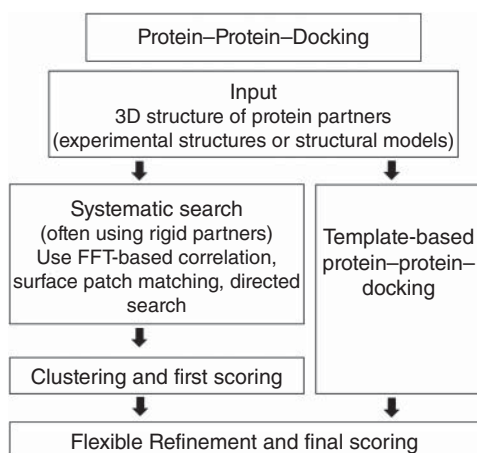 Protein–Protein–Docking
Input
3D structure of protein partners
(experimental structures or structural models)
Systematic search
(often using rigid partners)
Use FFT-based correlation,
surface patch matching, directed
search
Template-based
protein–protein–
docking
Clustering and first scoring
Flexible Refinement and final scoring